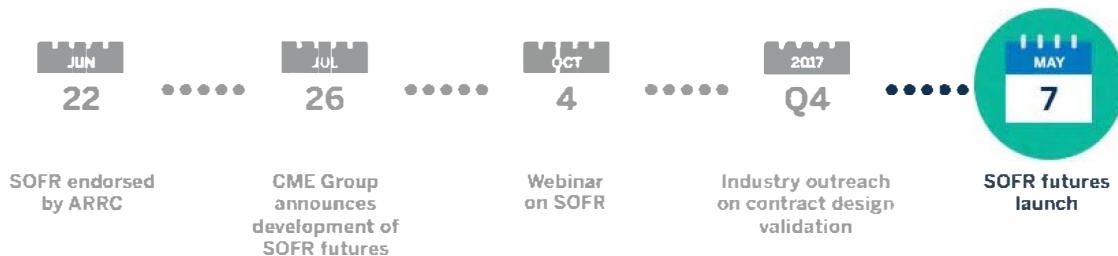 JUN
22
SOFR endorsed
by ARRC
JUL
26
CME Group
announces
development of
SOFR futures
OCT
4
Webinar
on SOFR
2017
Q4
Industry outreach
on contract design
validation
MAY
7
SOFR futures
launch